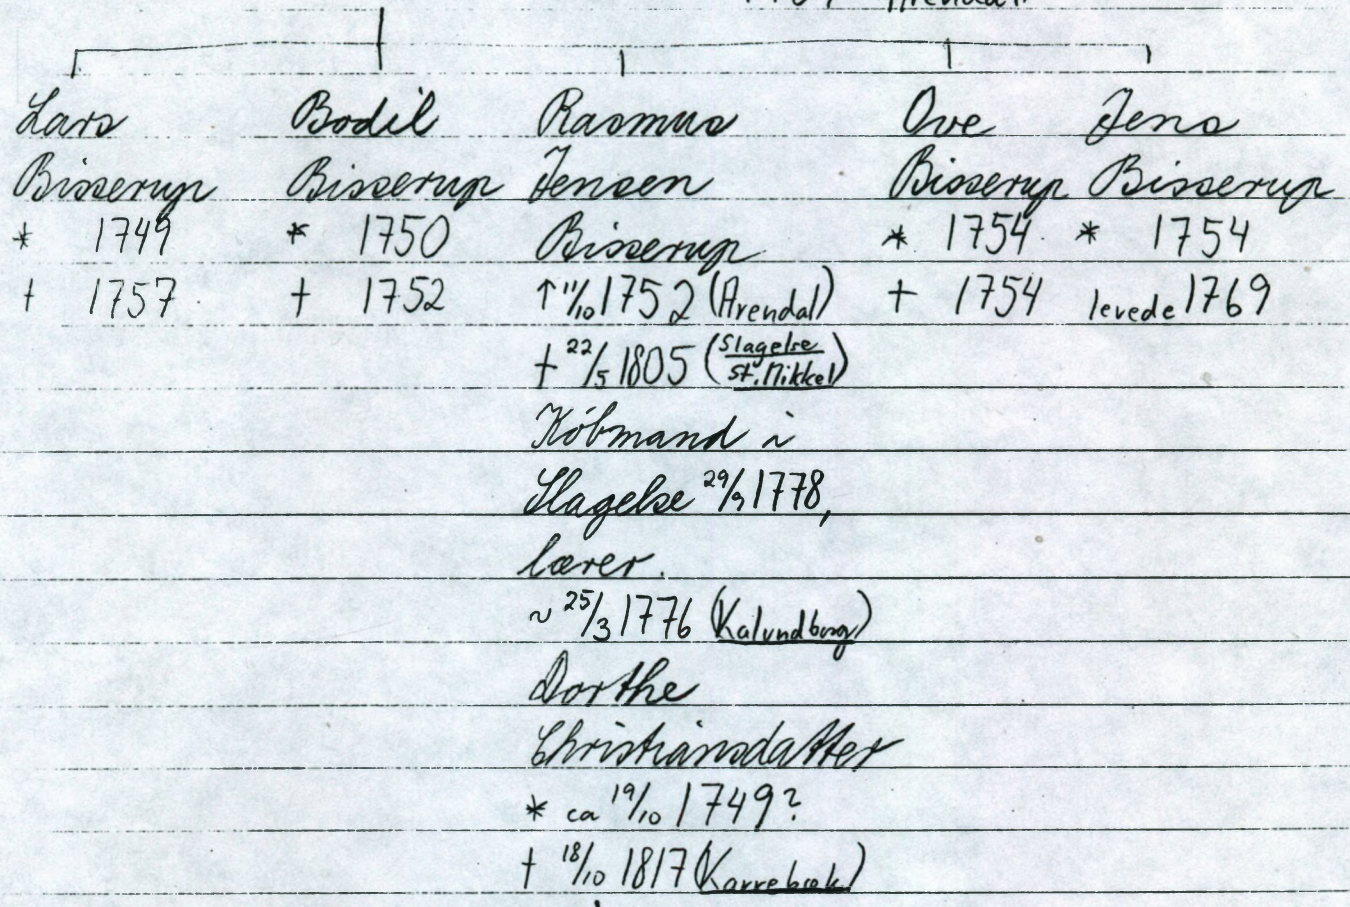 Lars Bodil Rasmus Ove Jens
Bisserup Bisserup Jensen Bisserup Bisserup
* 1749 * 1750 Bisserup * 1754 * 1754
† 1757 † 1752 ↑ 11/10 1752 (Arendal) † 1754 levede 1769
† 22/5 1805 (Slagelse
St. Mikkel)
Købmand i
Slagelse 29/9 1778,
lærer.
~ 25/3 1776 (Kalundborg)
Dorthe
Christiansdatter
* ca 19/10 1749?
† 18/10 1817 (Karrebæk)